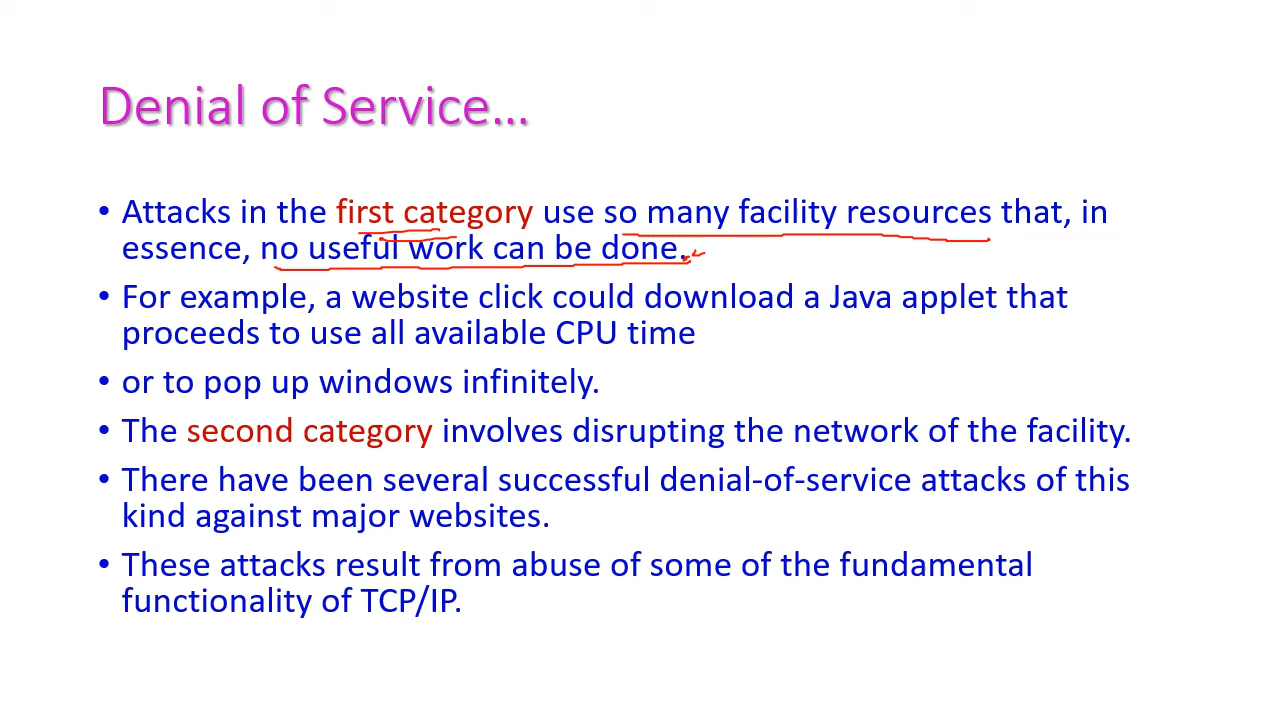 Denial of Service...
• Attacks in the first category use so many facility resources that, in
essence, no useful work can be done.
• For example, a website click could download a Java applet that
proceeds to use all available CPU time
• or to pop up windows infinitely.
• The second category involves disrupting the network of the facility.
• There have been several successful denial-of-service attacks of this
kind against major websites.
• These attacks result from abuse of some of the fundamental
functionality of TCP/IP.